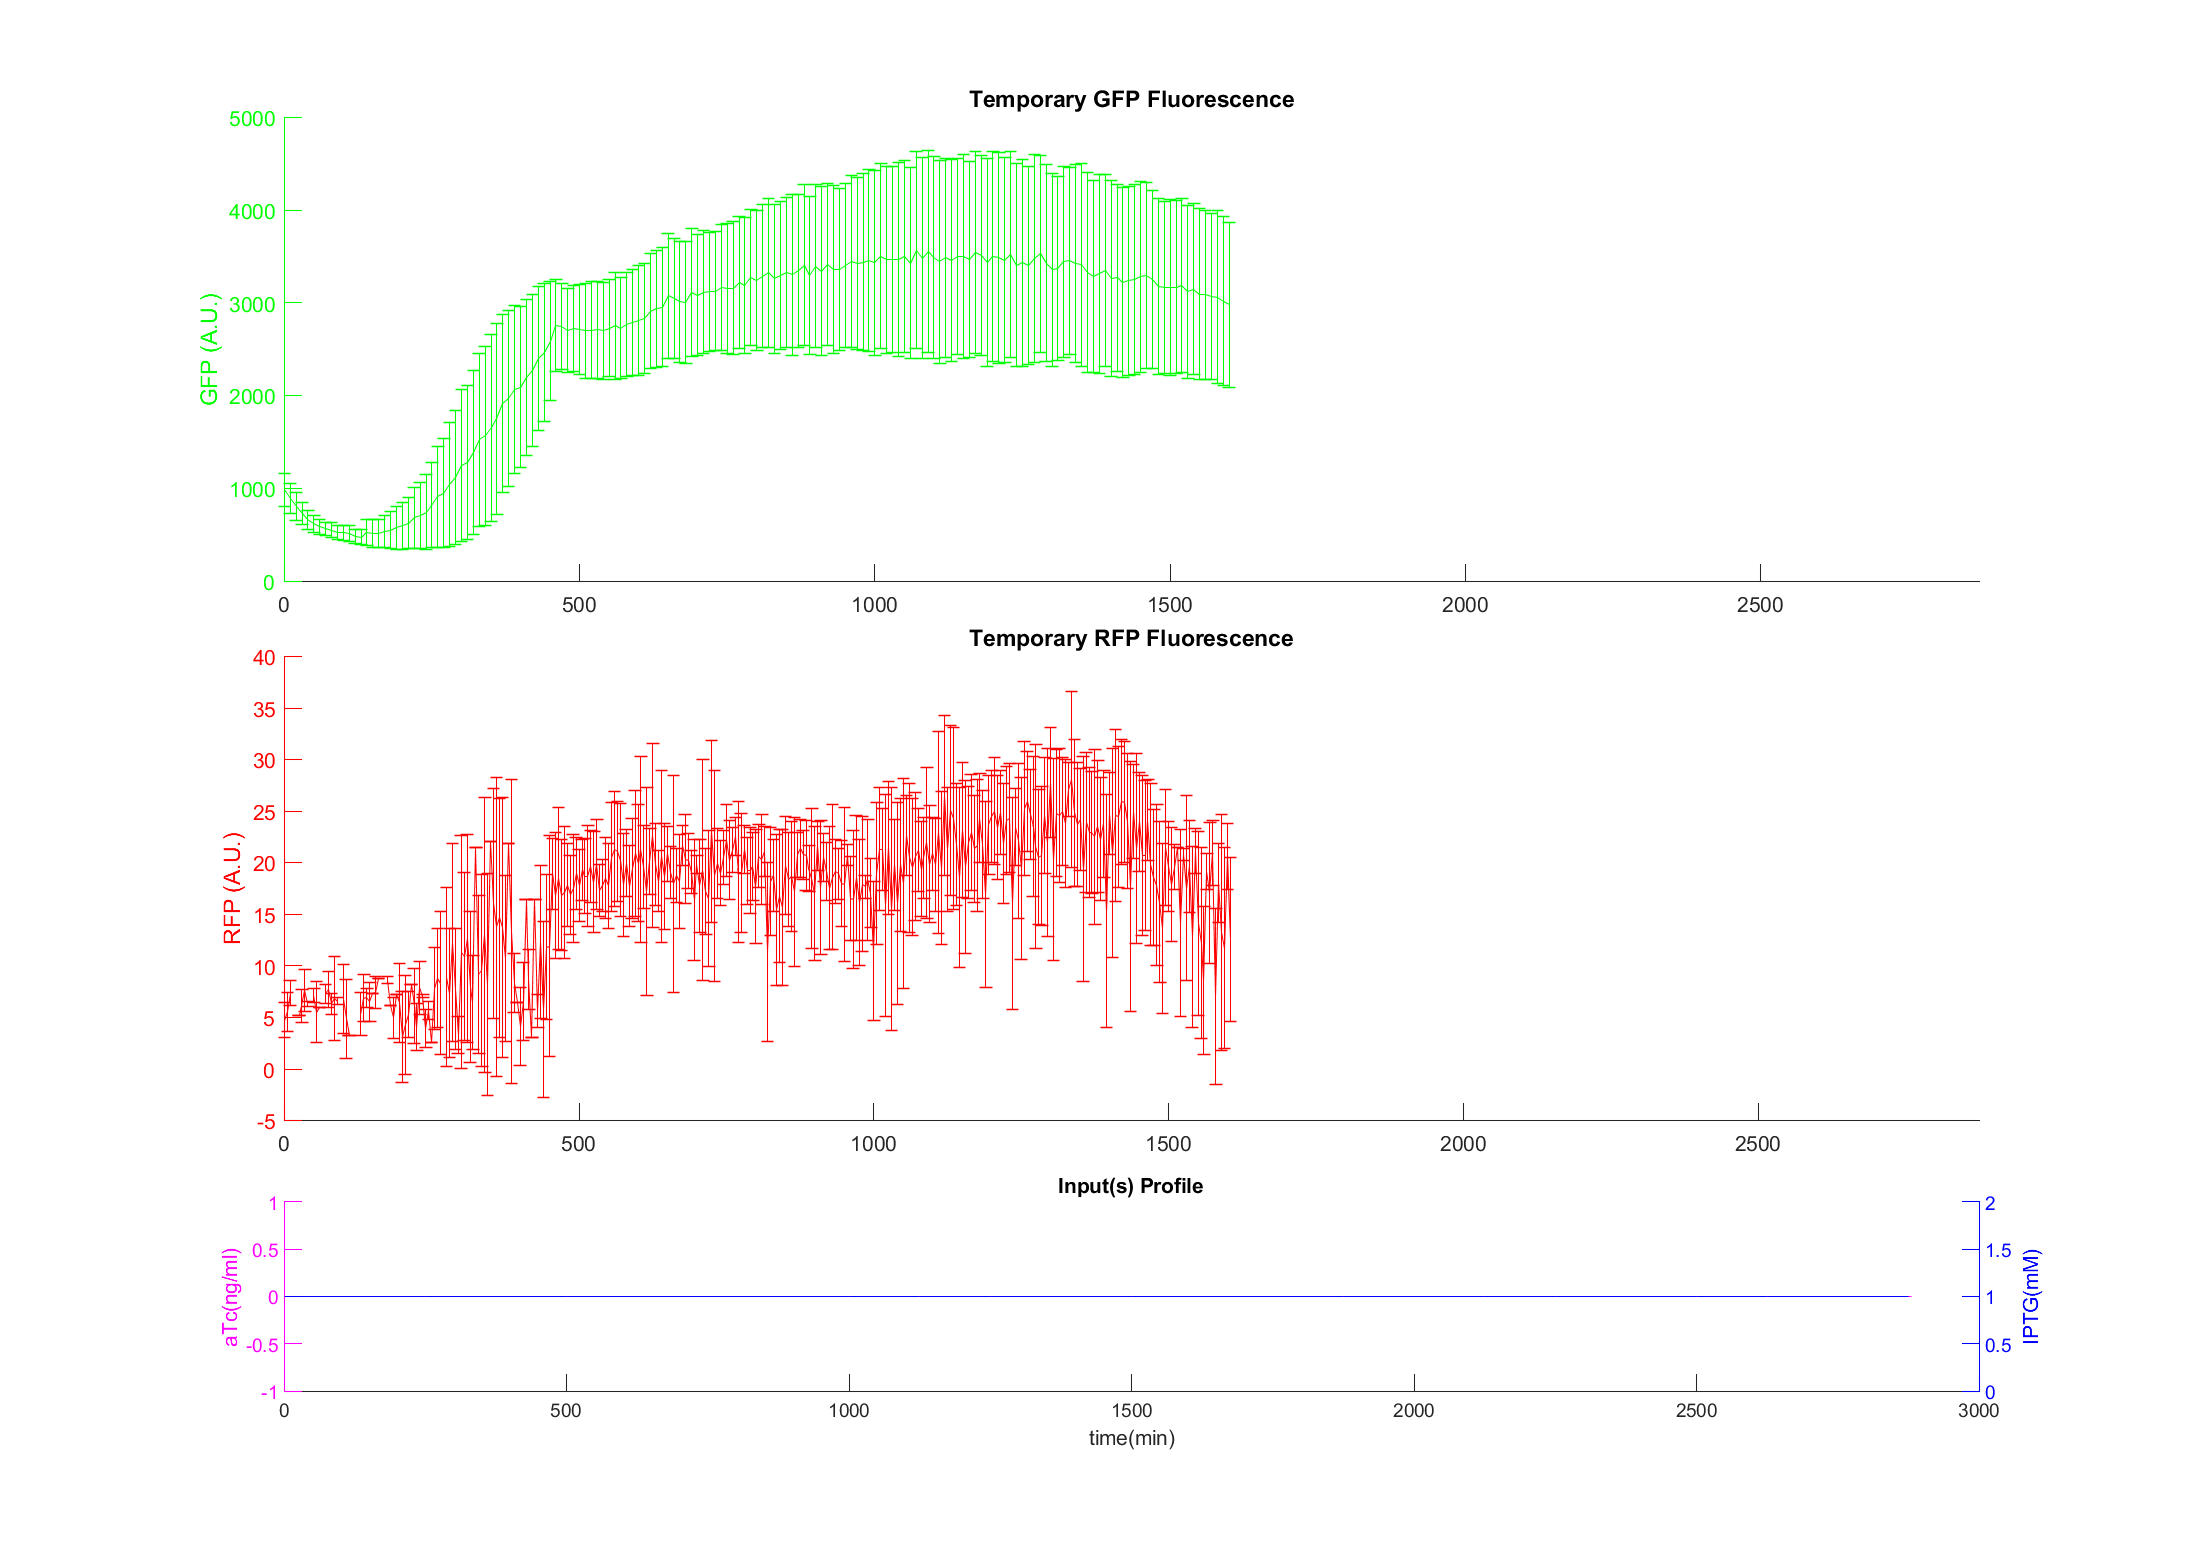 Temporary GFP Fluorescence
5000
4000
3000
2000
1000
0
GFP (A.U.)
0 500 1000 1500 2000 2500
Temporary RFP Fluorescence
40
35
30
25
20
15
10
5
0
-5
RFP (A.U.)
0 500 1000 1500 2000 2500
Input(s) Profile
1
0.5
0
-0.5
-1
aTc(ng/ml)
2
1.5
1
0.5
0
IPTG(mM)
0 500 1000 1500 2000 2500 3000
time(min)